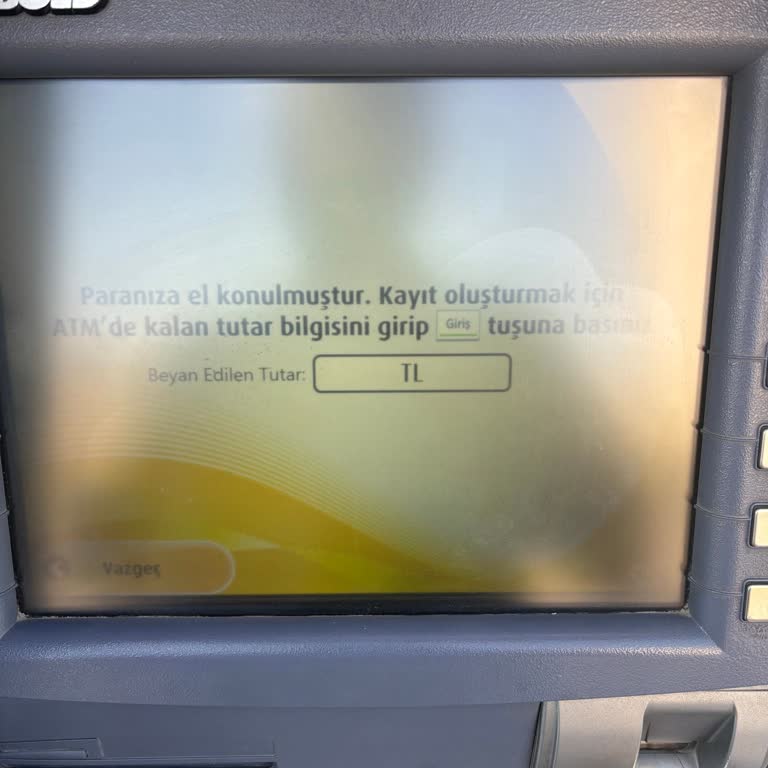 Paranıza el konulmuştur. Kayıt oluşturmak için
ATM'de kalan tutar bilgisini girip Giriş tuşuna basınız
Beyan Edilen Tutar: TL
Vazgeç